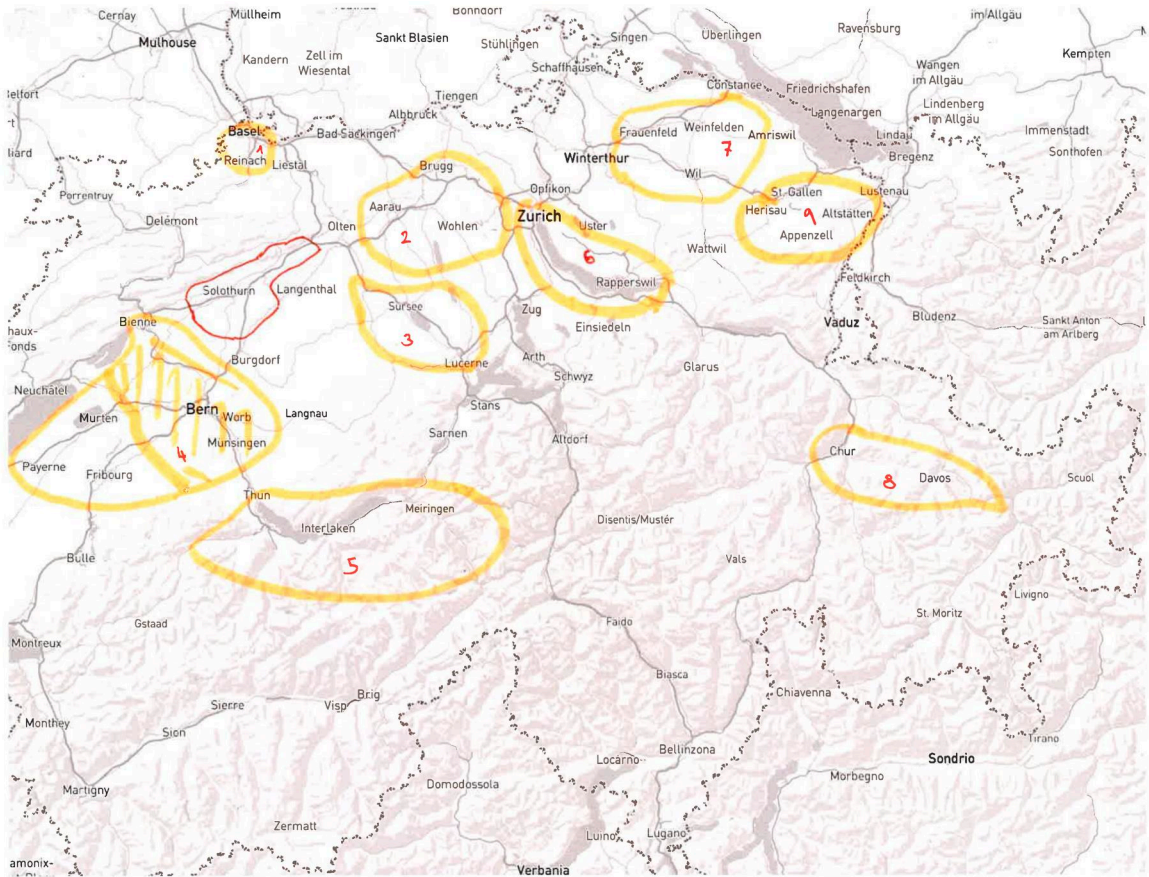 Cernay
Müllheim
Bonndorf
im Allgäu
Mulhouse
Sankt Blasien
Stühlingen
Singen
Überlingen
Ravensburg
Kandern
Zell im
Wiesental
Schaffhausen
Wangen
im Allgäu
Kempten
Belfort
Tiengen
Albbruck
Constance
Friedrichshafen
Langenargen
Lindenberg
im Allgäu
Basel
1
Reinach
Liestal
Bad Säckingen
Frauenfeld
Weinfelden
Amriswil
7
Lindau
Bregenz
Immenstadt
Sonthofen
Winterthur
Wil
Brugg
Porrentruy
Opfikon
St. Gallen
Lustenau
Delémont
Aarau
Olten
Wohlen
2
Zurich
Uster
6
Herisau
9
Altstätten
Appenzell
Wattwil
Rapperswil
Feldkirch
Solothurn
Langenthal
Sursee
3
Zug
Einsiedeln
Vaduz
Bludenz
Sankt Anton
am Arlberg
haux-
Fonds
Bienne
Burgdorf
Lucerne
Arth
Schwyz
Glarus
Neuchâtel
Murten
Bern
Worb
Langnau
Münsingen
4
Stans
Sarnen
Altdorf
Payerne
Fribourg
Chur
8
Davos
Scuol
Thun
Meiringen
Interlaken
5
Disentis/Mustér
Bulle
Vals
Livigno
Gstaad
Faido
St. Moritz
Montreux
Biasca
Chiavenna
Brig
Visp
Sierre
Monthey
Sion
Bellinzona
Locarno
Tirano
Sondrio
Morbegno
Martigny
Domodossola
Zermatt
Luino
Lugano
amonix-
Verbania